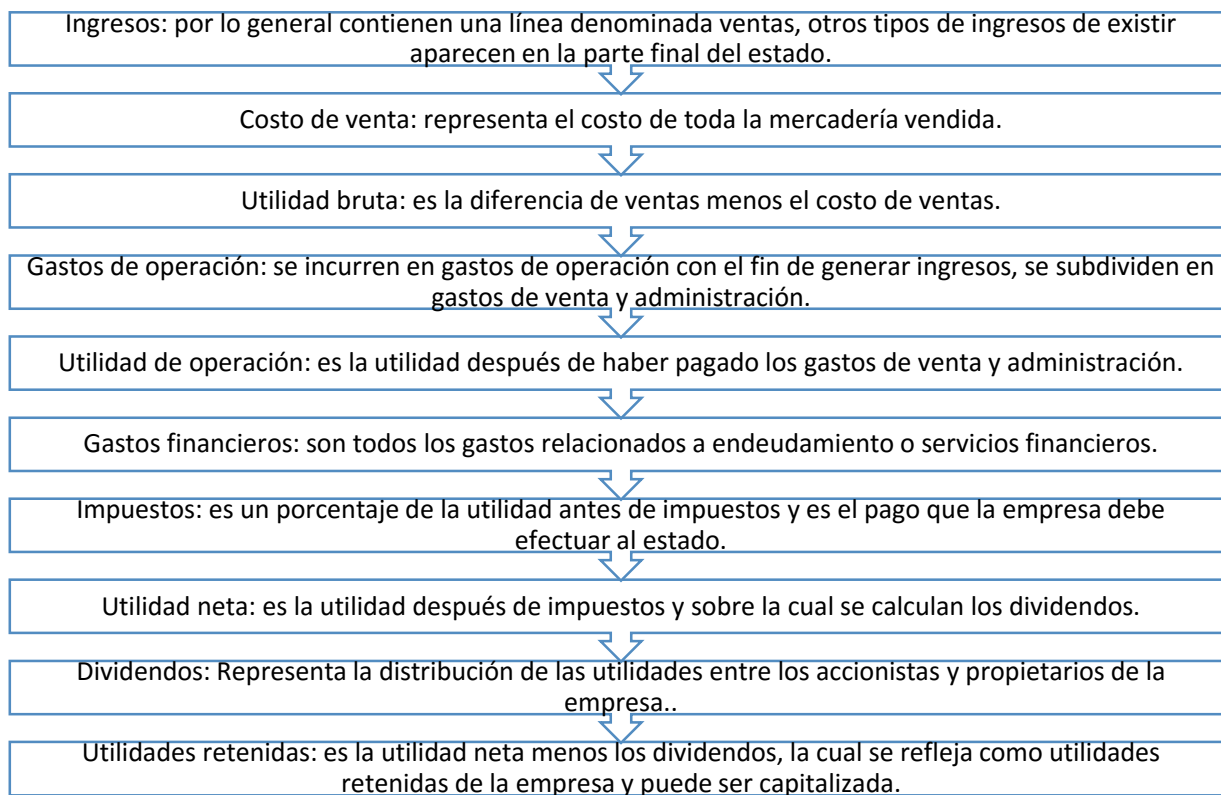 Ingresos: por lo general contienen una línea denominada ventas, otros tipos de ingresos de existir
aparecen en la parte final del estado.
Costo de venta: representa el costo de toda la mercadería vendida.
Utilidad bruta: es la diferencia de ventas menos el costo de ventas.
Gastos de operación: se incurren en gastos de operación con el fin de generar ingresos, se subdividen en
gastos de venta y administración.
Utilidad de operación: es la utilidad después de haber pagado los gastos de venta y administración.
Gastos financieros: son todos los gastos relacionados a endeudamiento o servicios financieros.
Impuestos: es un porcentaje de la utilidad antes de impuestos y es el pago que la empresa debe
efectuar al estado.
Utilidad neta: es la utilidad después de impuestos y sobre la cual se calculan los dividendos.
Dividendos: Representa la distribución de las utilidades entre los accionistas y propietarios de la
empresa..
Utilidades retenidas: es la utilidad neta menos los dividendos, la cual se refleja como utilidades
retenidas de la empresa y puede ser capitalizada.